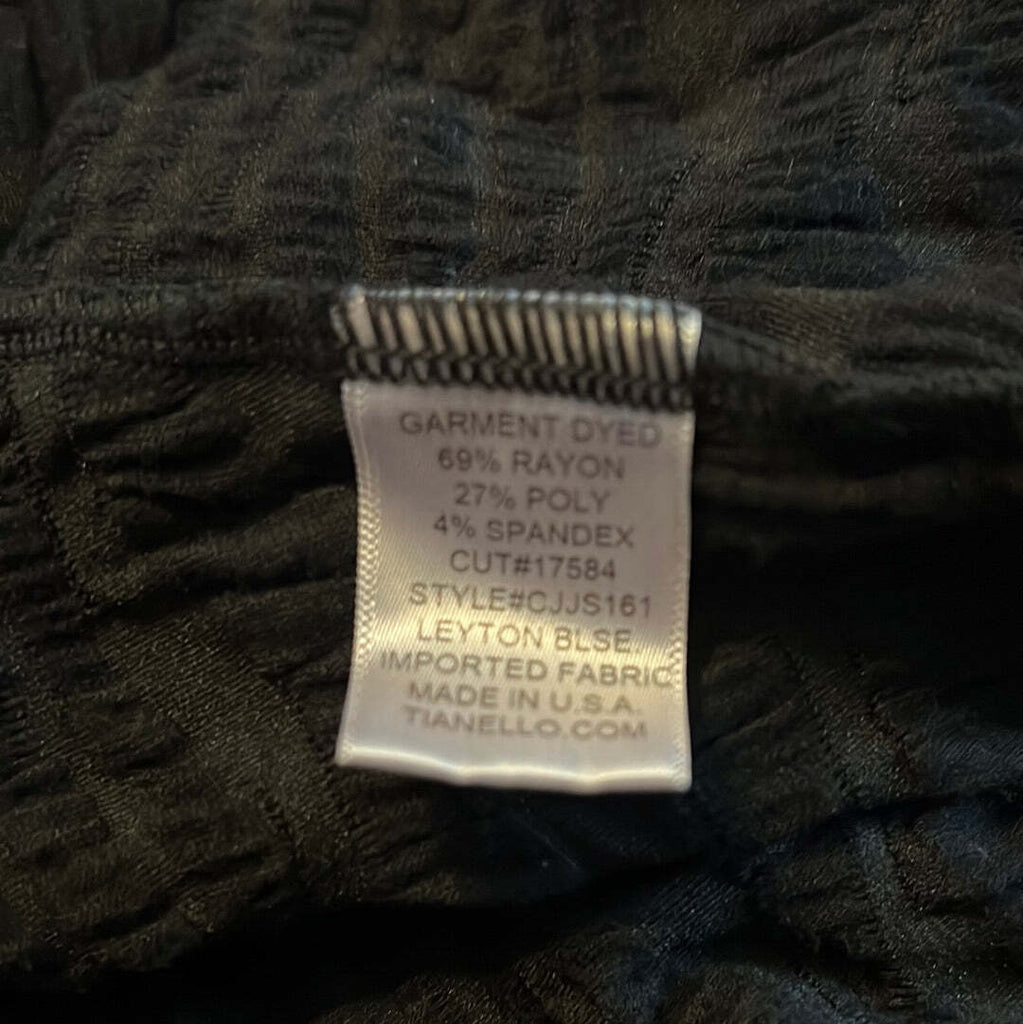 GARMENT DYED
69% RAYON
27% POLY
4% SPANDEX
CUT#17584
STYLE#CJJS161
LEYTON BLSE.
IMPORTED FABRIC
MADE IN U.S.A.
TIANELLO.COM